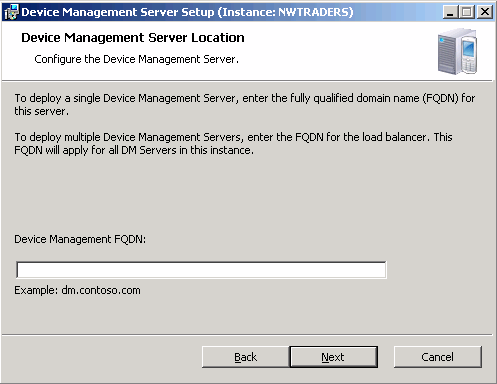 Device Management Server Setup (Instance: NWTRADERS)
Device Management Server Location
Configure the Device Management Server.
To deploy a single Device Management Server, enter the fully qualified domain name (FQDN) for
this server.
To deploy multiple Device Management Servers, enter the FQDN for the load balancer. This
FQDN will apply for all DM Servers in this instance.
Device Management FQDN:
Example: dm.contoso.com
Back
Next
Cancel